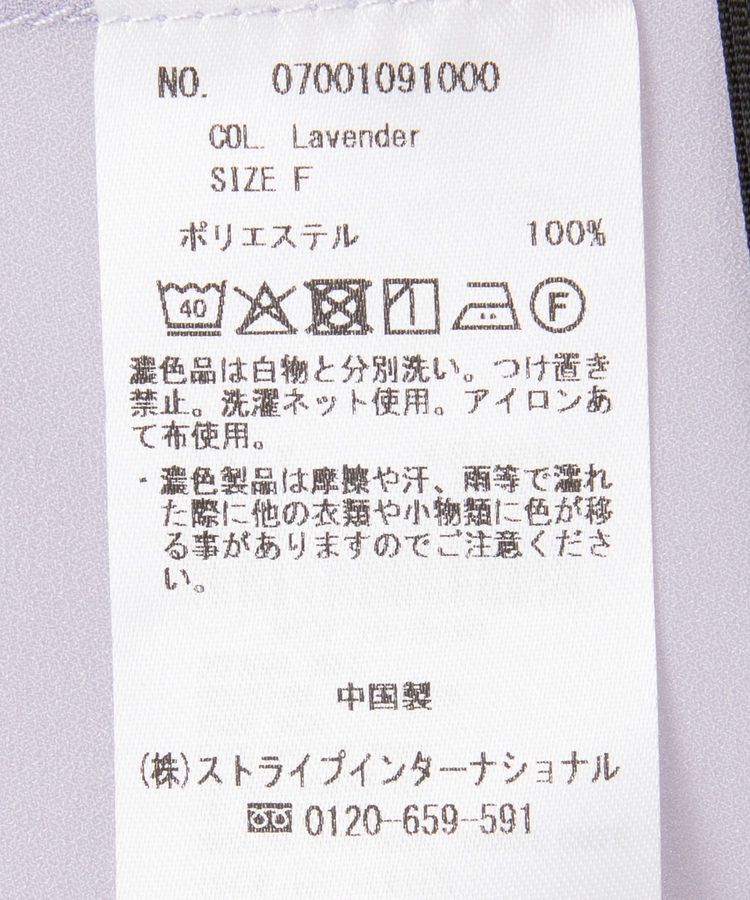 NO. 07001091000
COL. Lavender
SIZE F
ポリエステル 100%
40
F
濃色品は白物と分別洗い。つけ置き
禁止。洗濯ネット使用。アイロンあ
て布使用。
・濃色製品は摩擦や汗、雨等で濡れ
た際に他の衣類や小物類に色が移
る事がありますのでご注意くださ
い。
中国製
(株)ストライプインターナショナル
0120-659-591